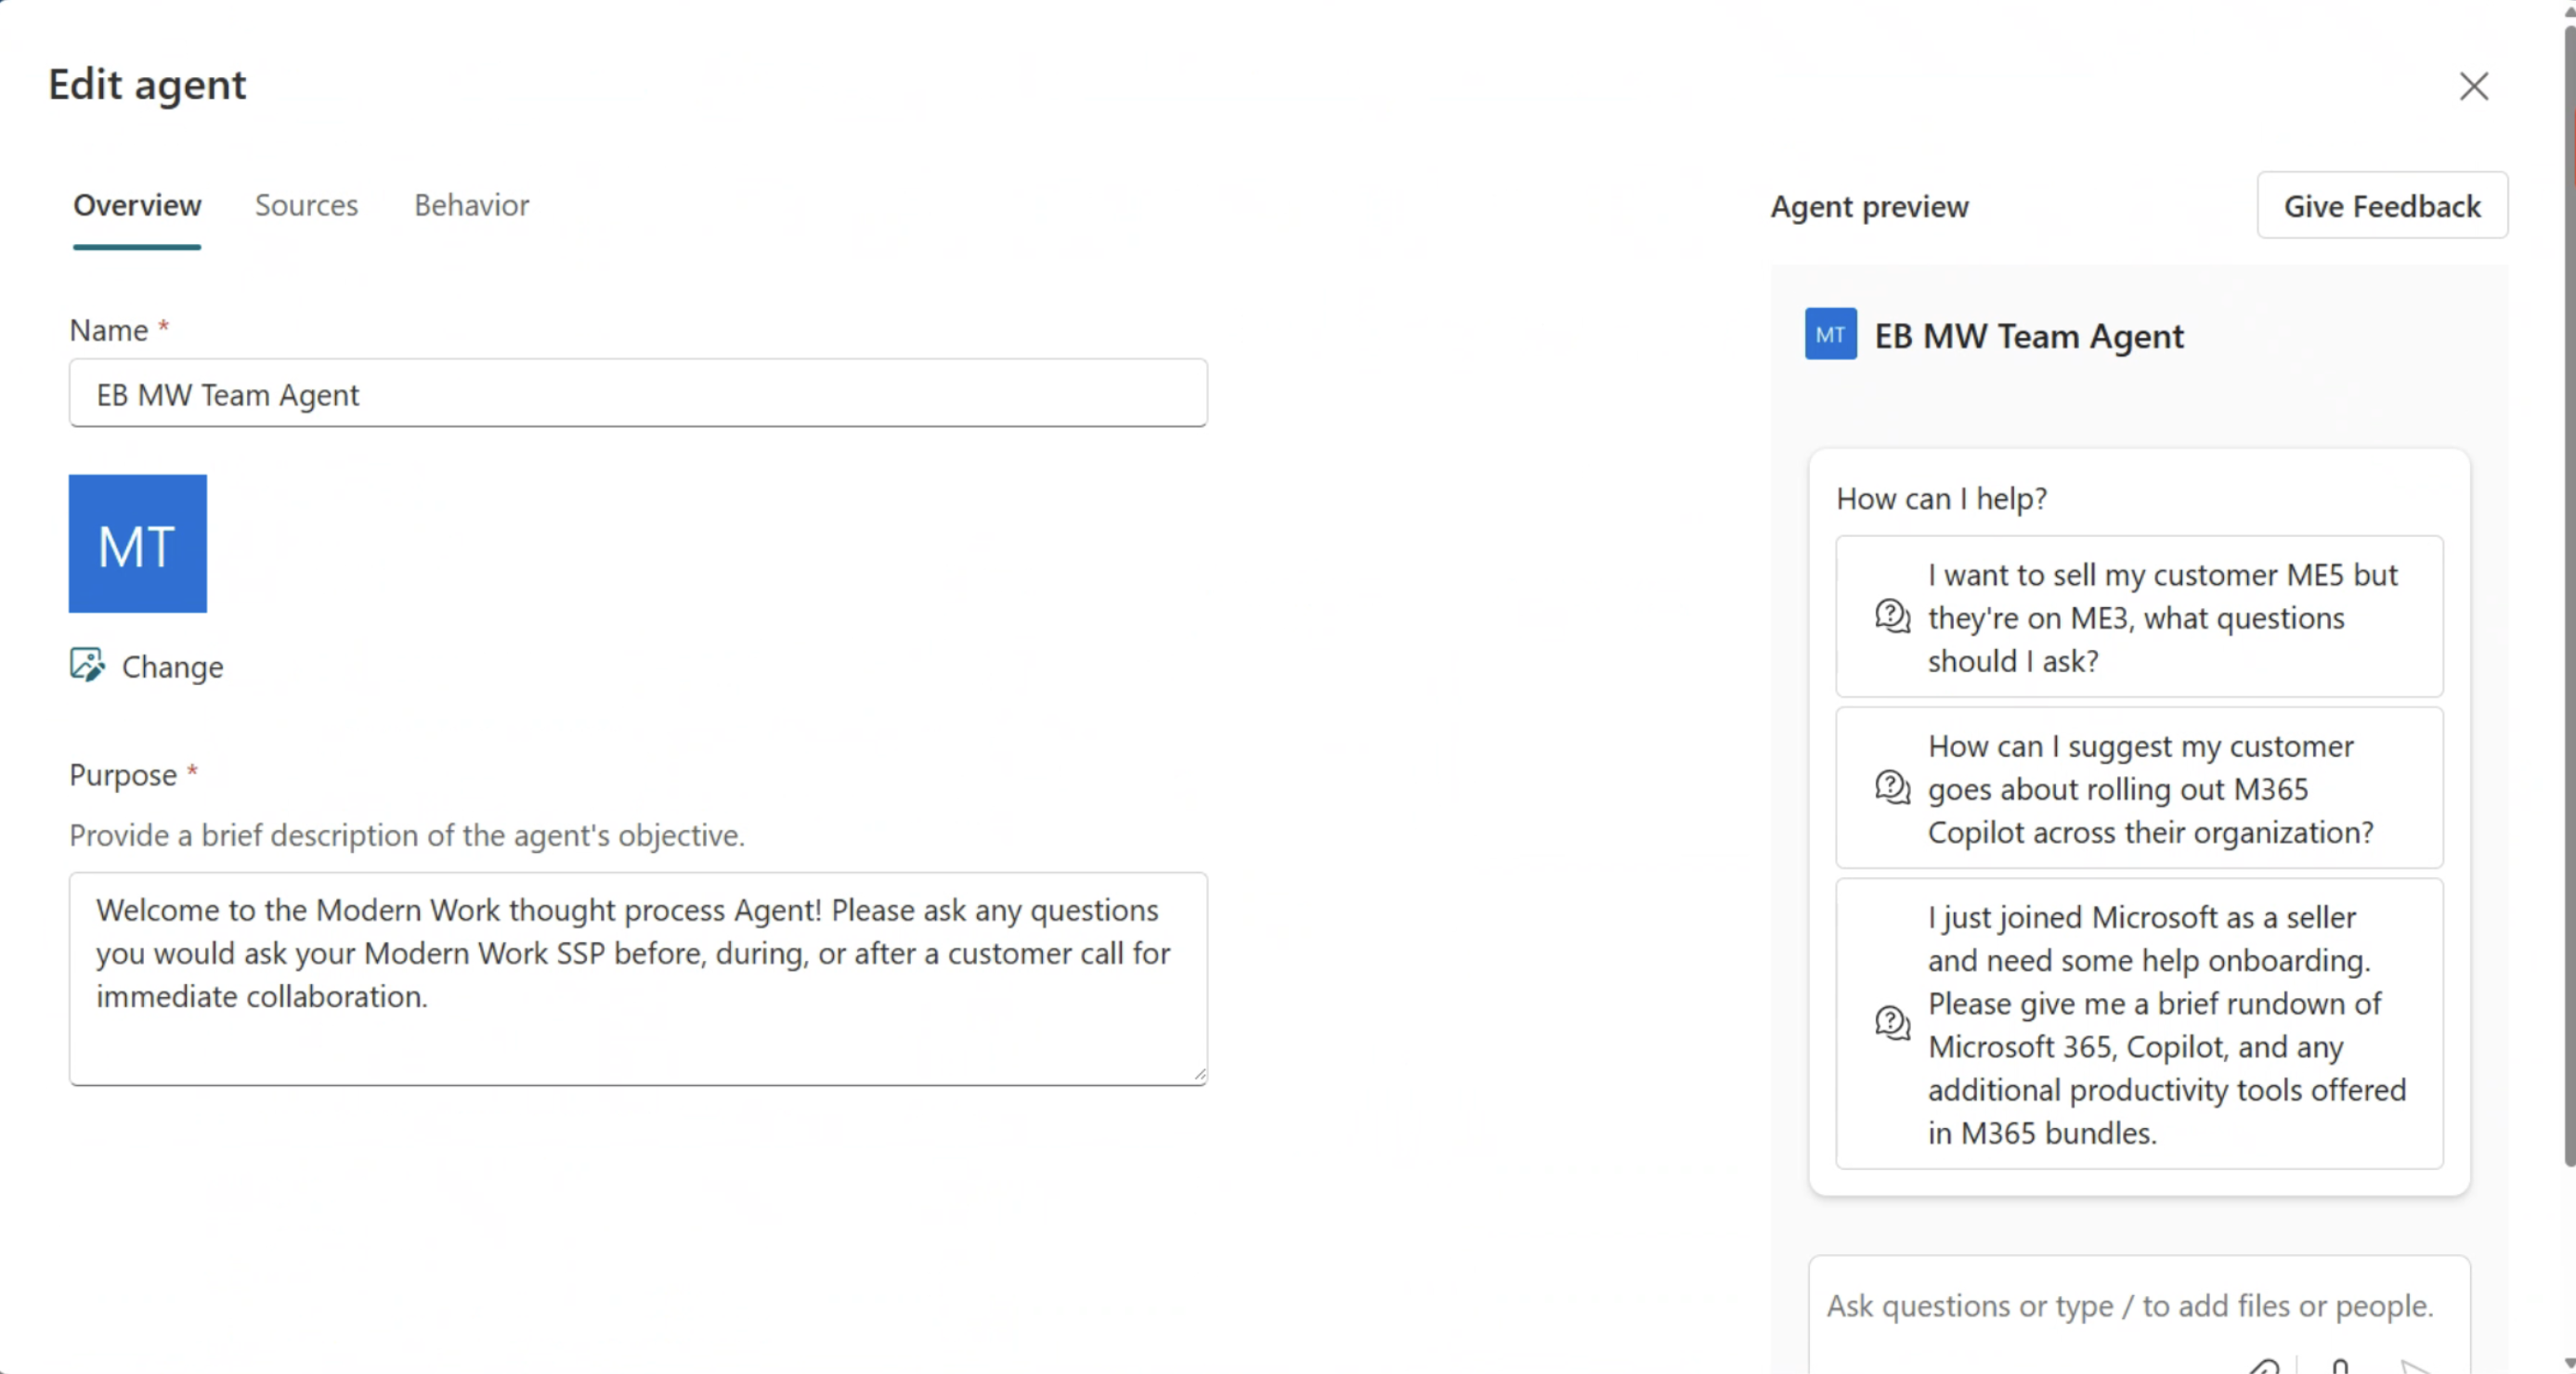 Edit agent
Overview
Sources
Behavior
Name *
EB MW Team Agent
MT
Change
Purpose *
Provide a brief description of the agent's objective.
Welcome to the Modern Work thought process Agent! Please ask any questions
you would ask your Modern Work SSP before, during, or after a customer call for
immediate collaboration.
Agent preview
Give Feedback
MT
EB MW Team Agent
How can I help?
I want to sell my customer ME5 but
they're on ME3, what questions
should I ask?
How can I suggest my customer
goes about rolling out M365
Copilot across their organization?
I just joined Microsoft as a seller
and need some help onboarding.
Please give me a brief rundown of
Microsoft 365, Copilot, and any
additional productivity tools offered
in M365 bundles.
Ask questions or type / to add files or people.